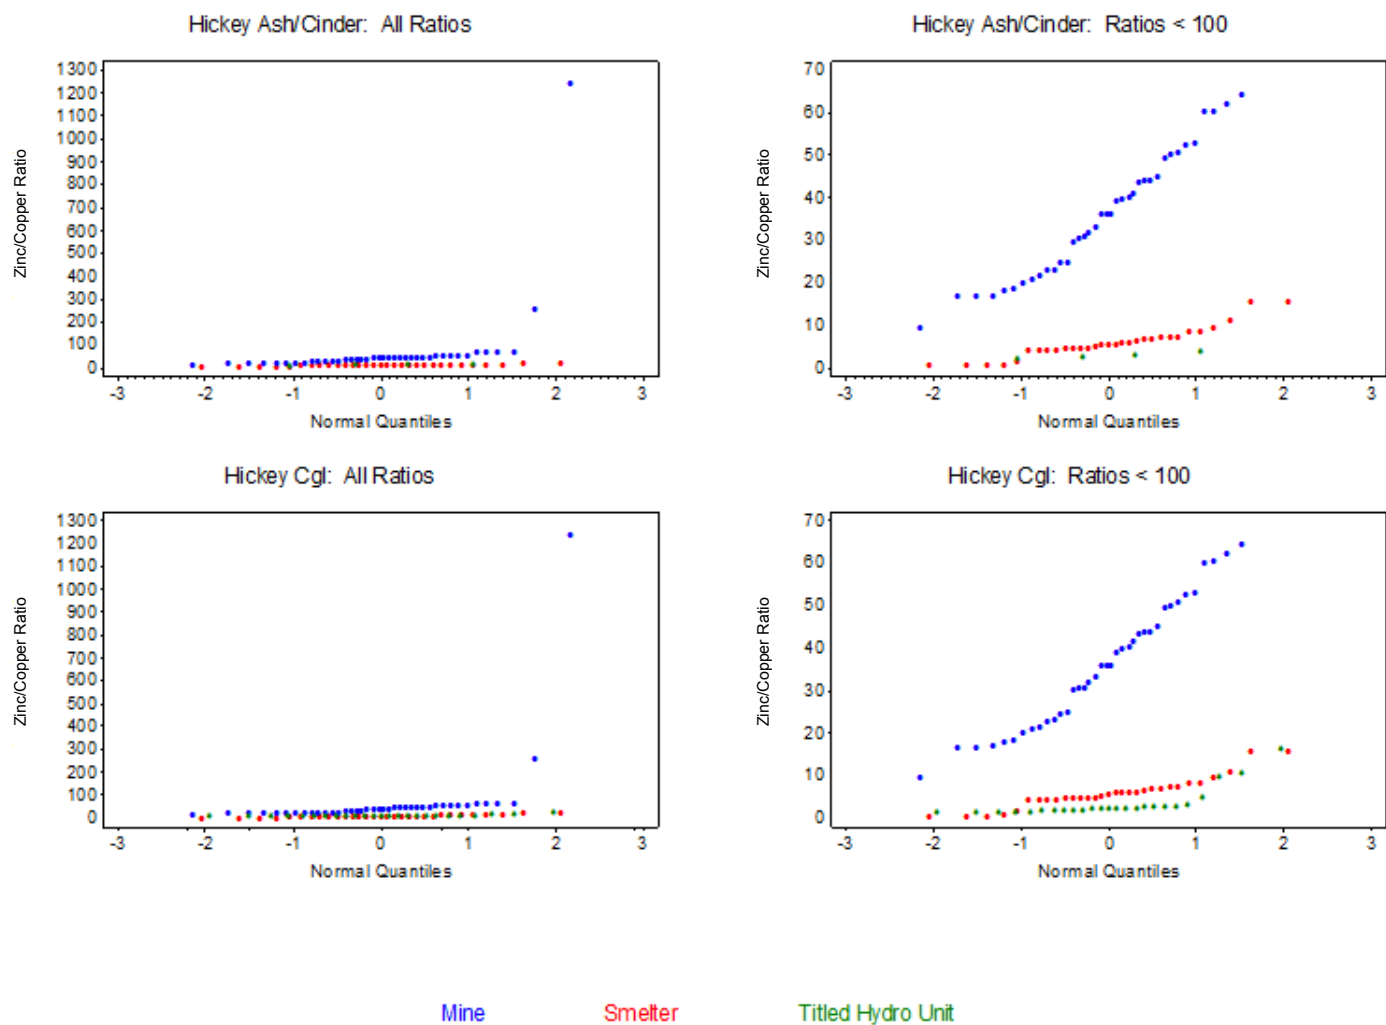 Hickey Ash/Cinder:  All Ratios
Zinc/Copper Ratio
1300
1200
1100
1000
900
800
700
600
500
400
300
200
100
0
-3 -2 -1 0 1 2 3
Normal Quantiles
Hickey Ash/Cinder:  Ratios < 100
Zinc/Copper Ratio
70
60
50
40
30
20
10
0
-3 -2 -1 0 1 2 3
Normal Quantiles
Hickey Cgl:  All Ratios
Zinc/Copper Ratio
1300
1200
1100
1000
900
800
700
600
500
400
300
200
100
0
-3 -2 -1 0 1 2 3
Normal Quantiles
Hickey Cgl:  Ratios < 100
Zinc/Copper Ratio
70
60
50
40
30
20
10
0
-3 -2 -1 0 1 2 3
Normal Quantiles
Mine Smelter Titled Hydro Unit